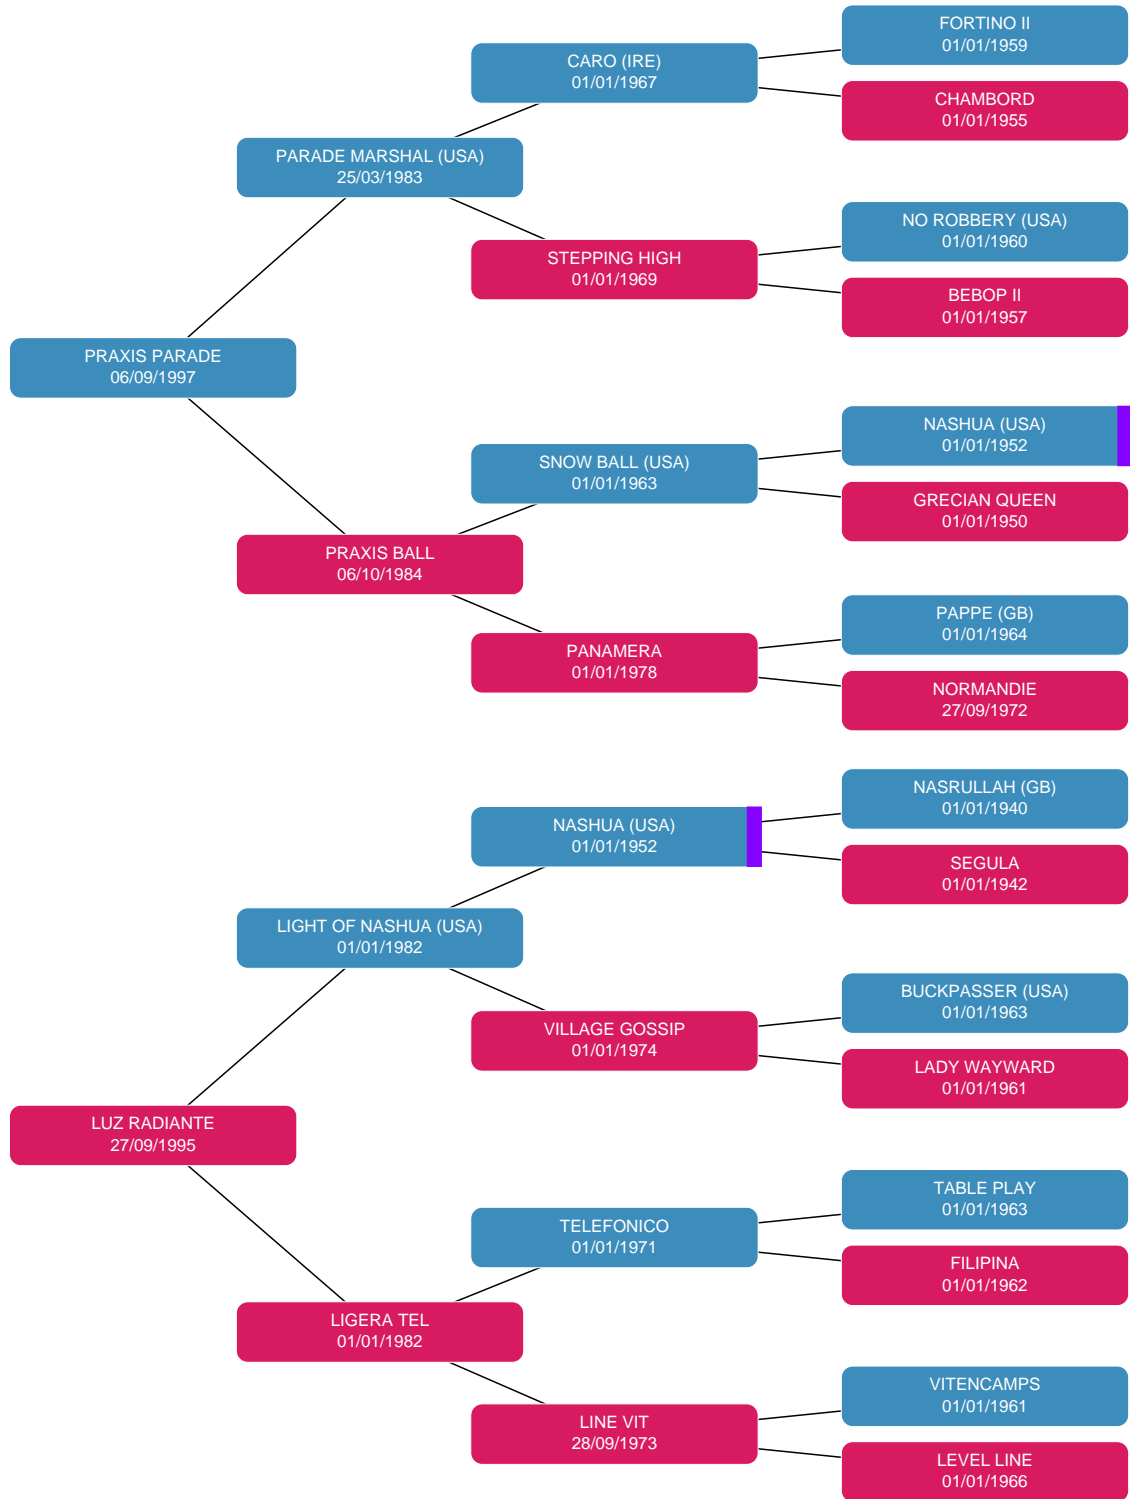 FORTINO II
01/01/1959
CARO (IRE)
01/01/1967
CHAMBORD
01/01/1955
PARADE MARSHAL (USA)
25/03/1983
NO ROBBERY (USA)
01/01/1960
STEPPING HIGH
01/01/1969
BEBOP II
01/01/1957
PRAXIS PARADE
06/09/1997
NASHUA (USA)
01/01/1952
SNOW BALL (USA)
01/01/1963
GRECIAN QUEEN
01/01/1950
PRAXIS BALL
06/10/1984
PAPPE (GB)
01/01/1964
PANAMERA
01/01/1978
NORMANDIE
27/09/1972
NASRULLAH (GB)
01/01/1940
NASHUA (USA)
01/01/1952
SEGULA
01/01/1942
LIGHT OF NASHUA (USA)
01/01/1982
BUCKPASSER (USA)
01/01/1963
VILLAGE GOSSIP
01/01/1974
LADY WAYWARD
01/01/1961
LUZ RADIANTE
27/09/1995
TABLE PLAY
01/01/1963
TELEFONICO
01/01/1971
FILIPINA
01/01/1962
LIGERA TEL
01/01/1982
VITENCAMPS
01/01/1961
LINE VIT
28/09/1973
LEVEL LINE
01/01/1966